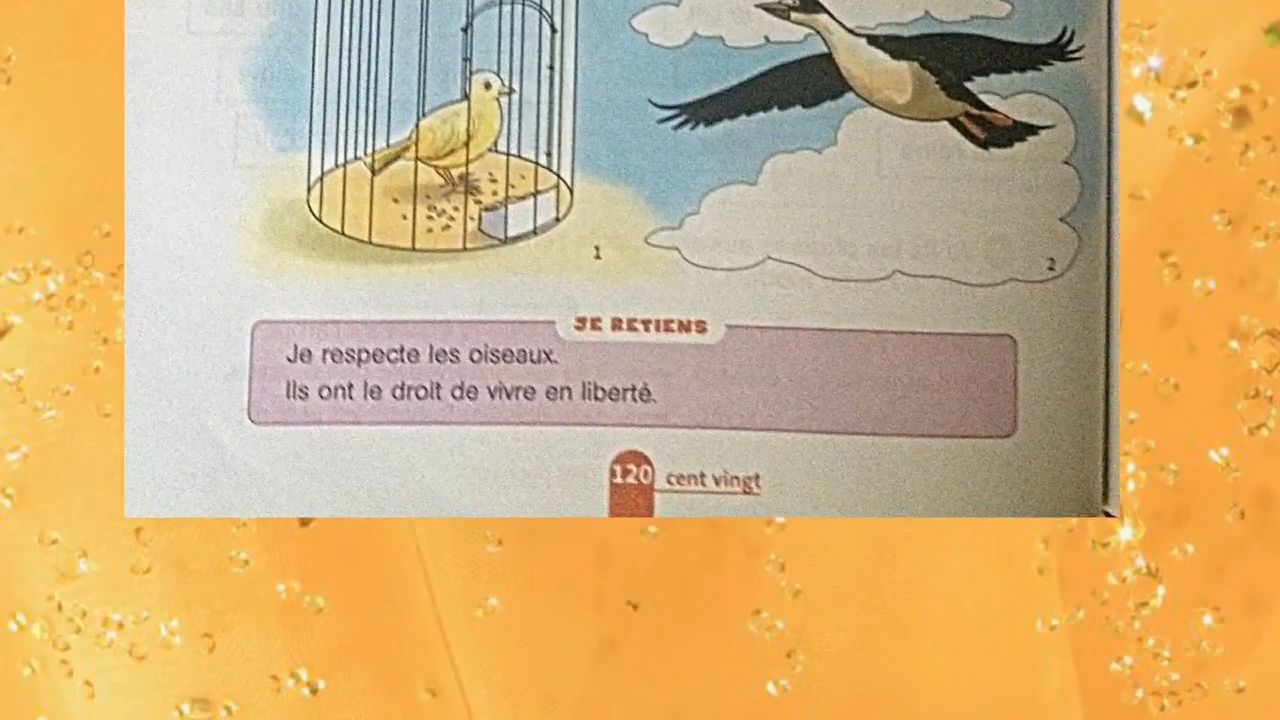 1
2
JE RETIENS
Je respecte les oiseaux.
Ils ont le droit de vivre en liberté.
120 cent vingt